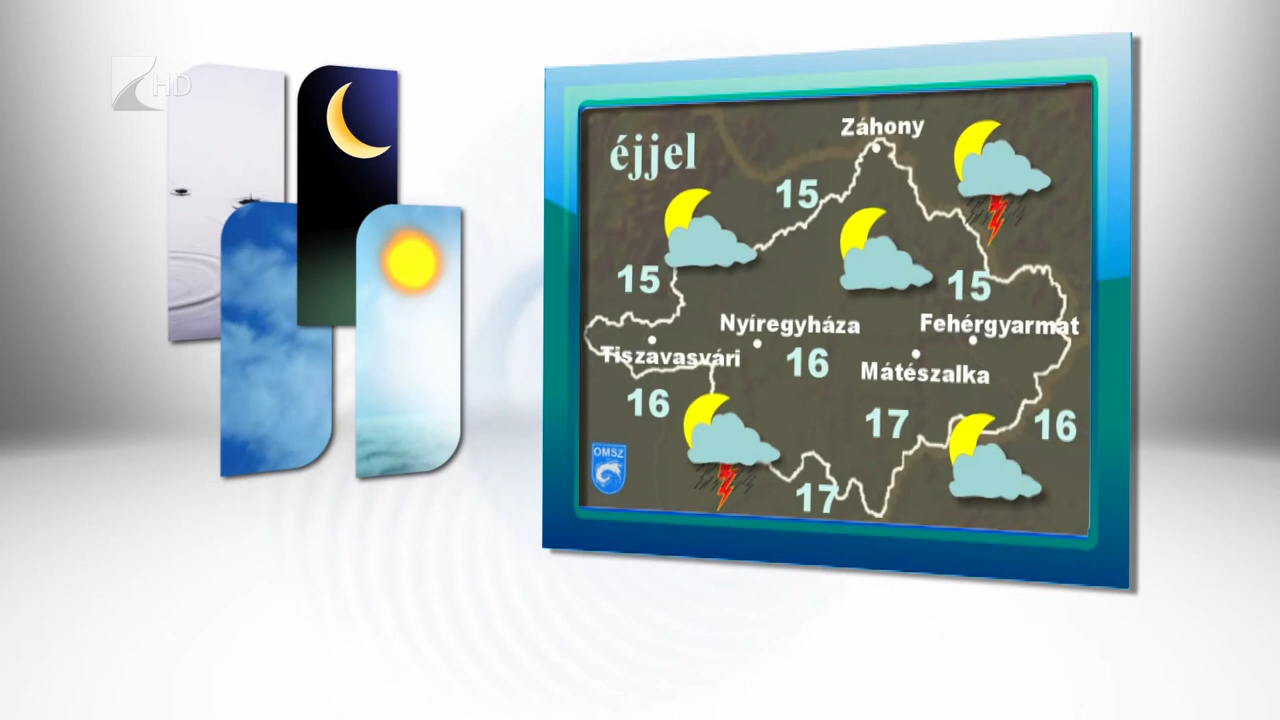 HD
éjjel
Záhony
15
15
15
Nyíregyháza
Fehérgyarmat
Tiszavasvári
16
Mátészalka
16
17
16
OMSZ
17